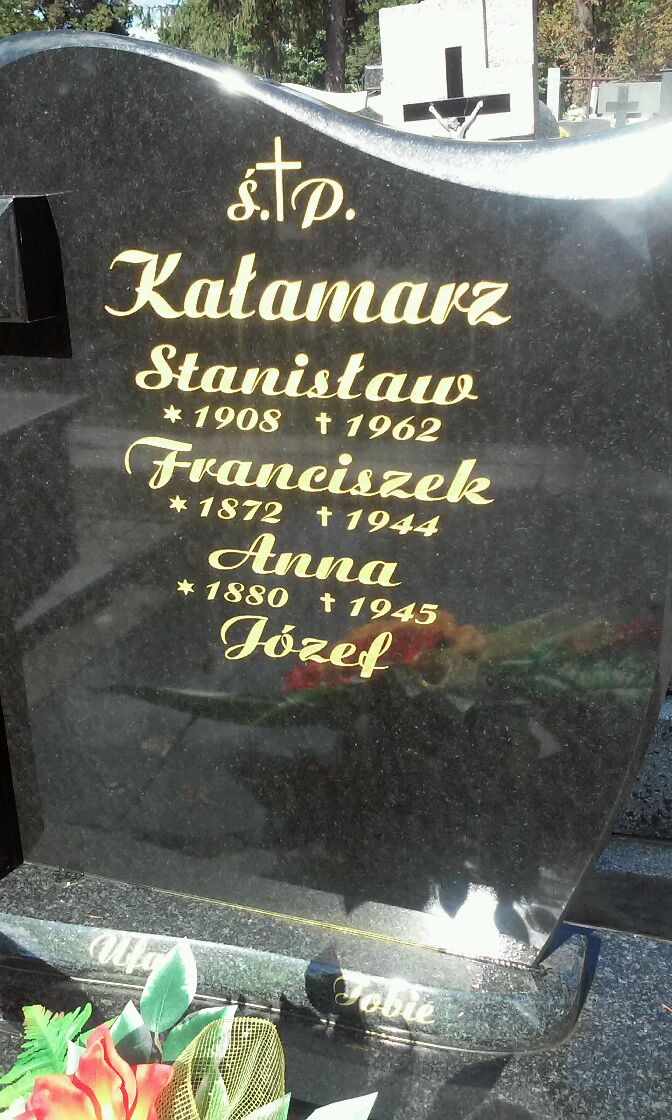 Ś.†P.
Kałamarz
Stanisław
* 1908 † 1962
Franciszek
* 1872 † 1944
Anna
* 1880 † 1945
Józef
Tobie